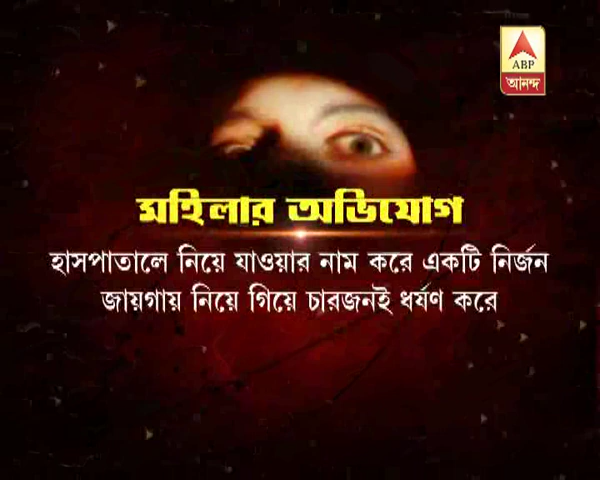 ABP
আনন্দ
মহিলার অভিযোগ
হাসপাতালে নিয়ে যাওয়ার নাম করে একটি নির্জন
জায়গায় নিয়ে গিয়ে চারজনই ধর্ষণ করে